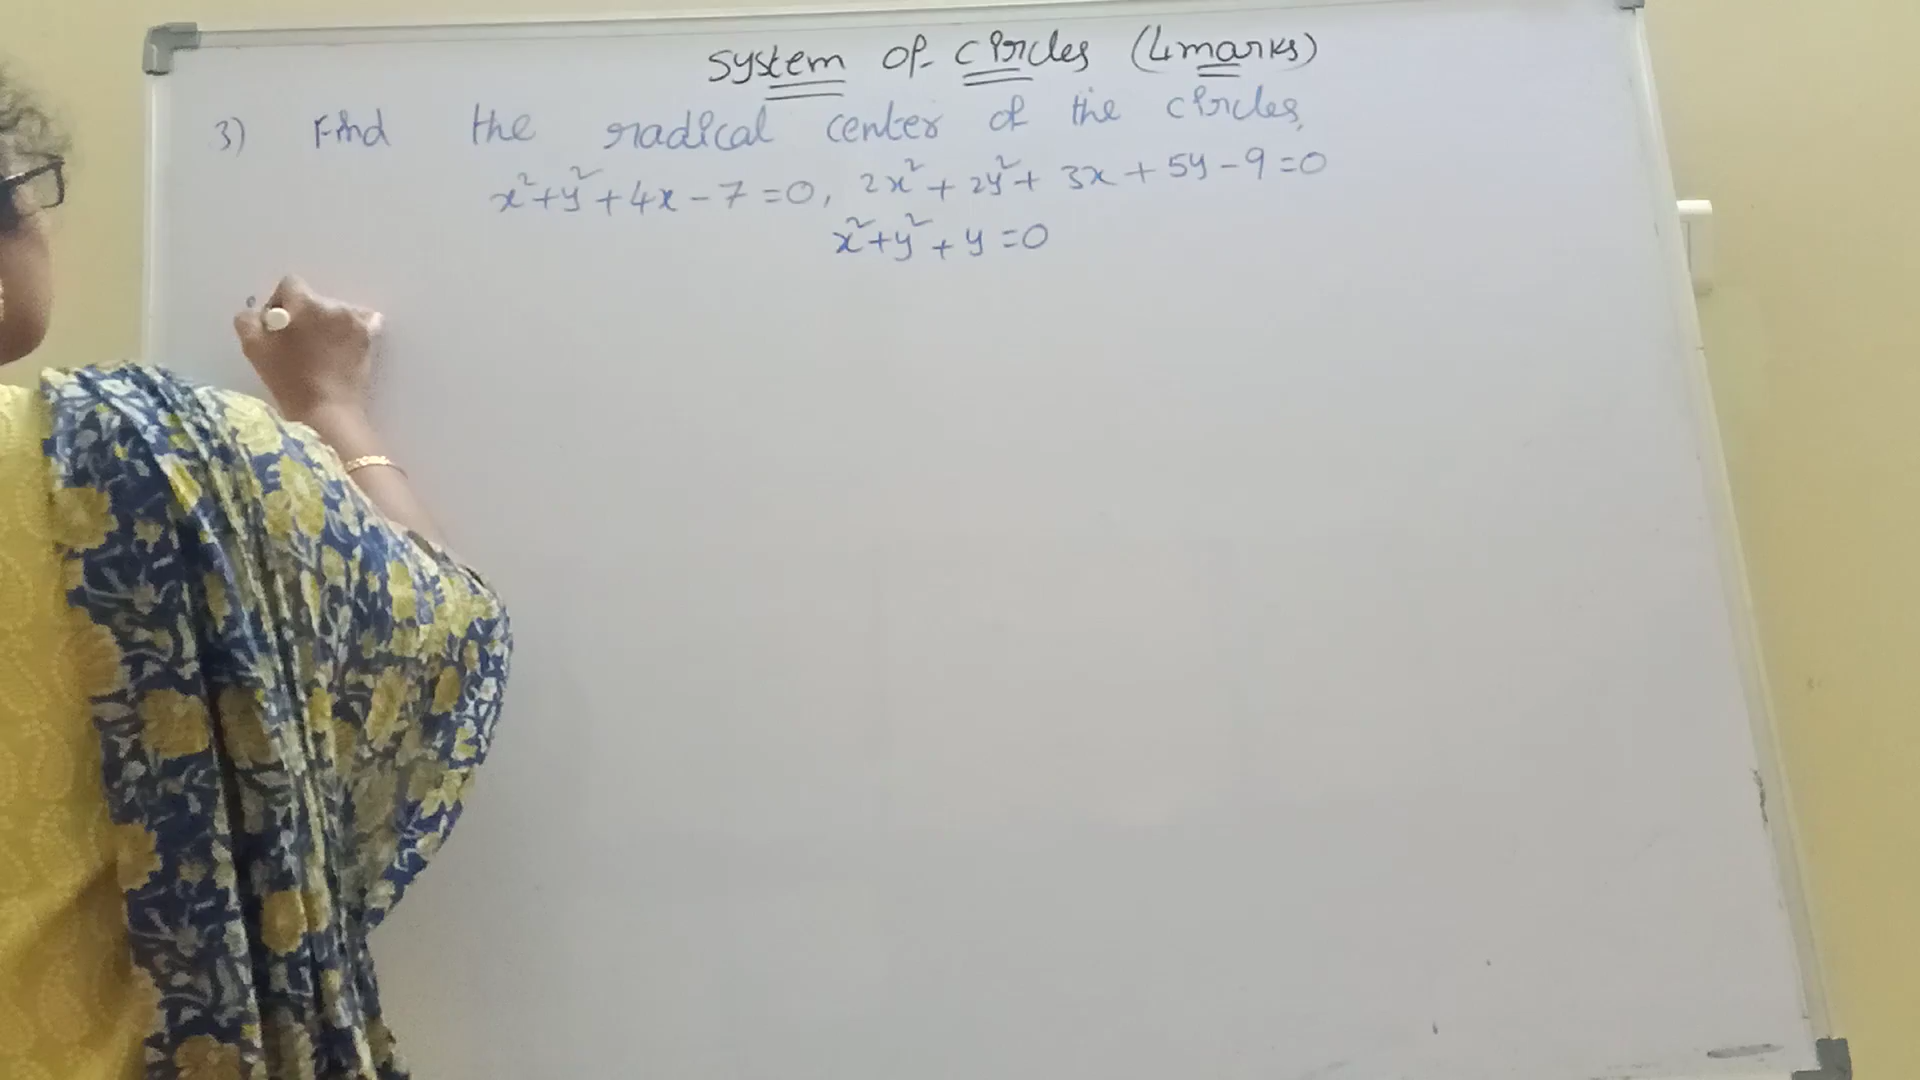 System of Circles (4marks)
3) Find the radical center of the circles,
x²+y²+4x-7=0, 2x²+2y²+3x+5y-9=0
x²+y²+y=0